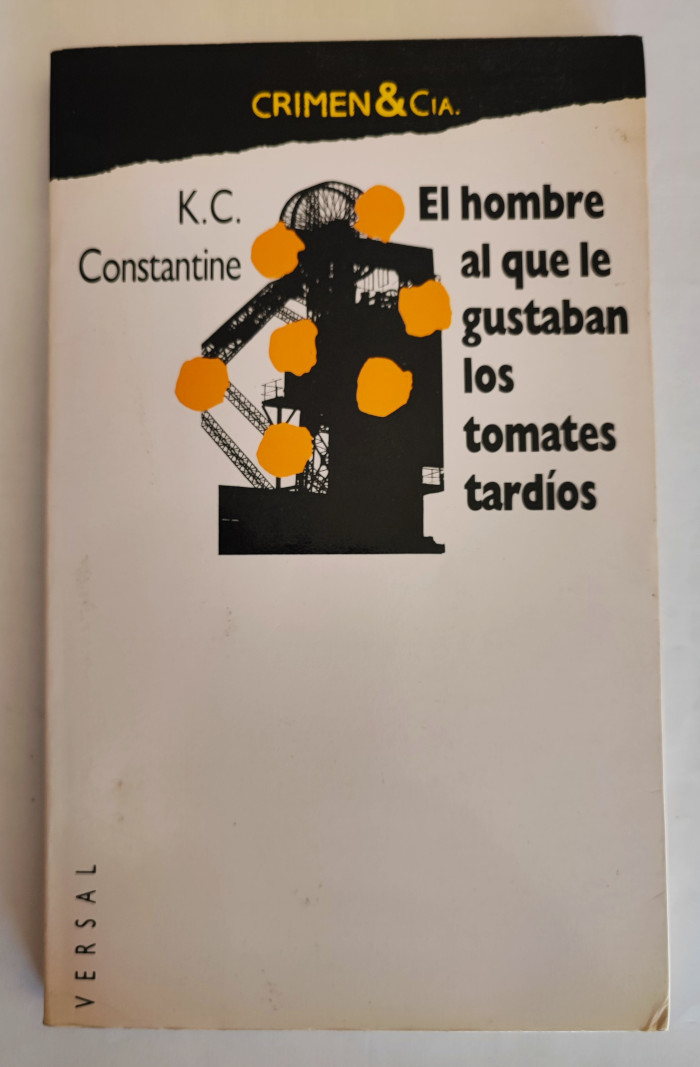 CRIMEN&CIA.
K.C.
Constantine
El hombre
al que le
gustaban
los
tomates
tardíos
VERSAL